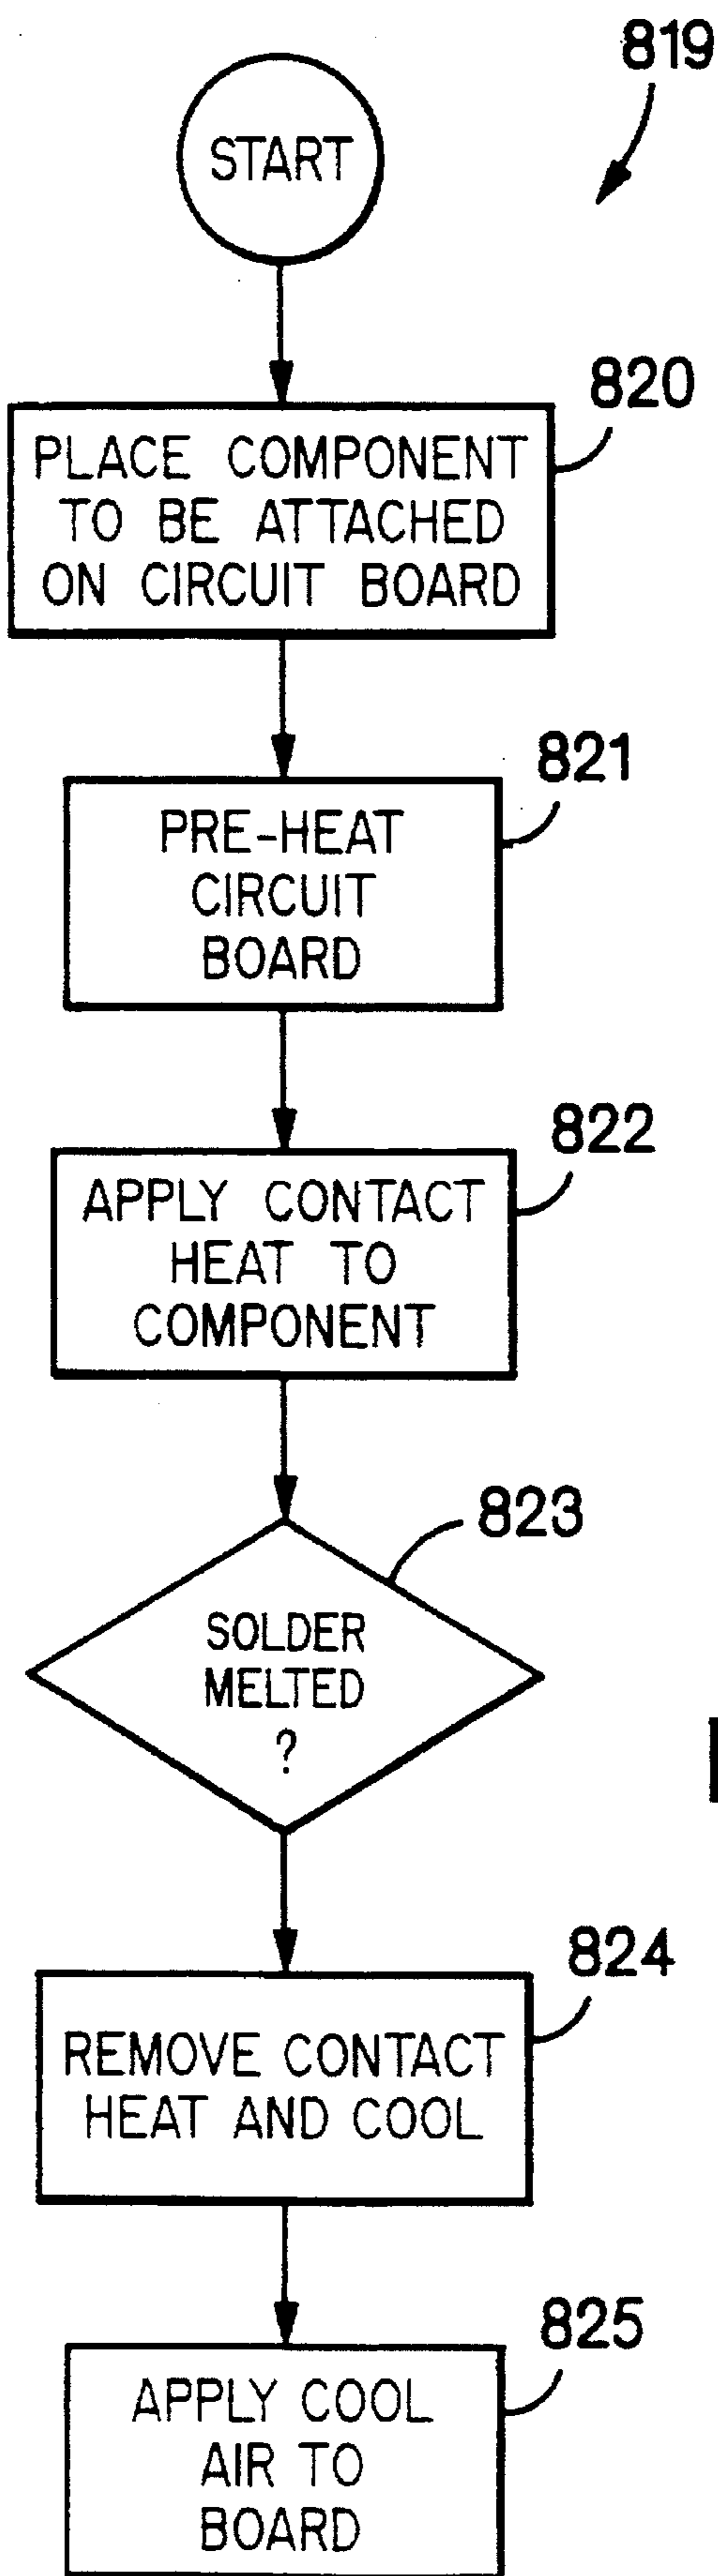 819
START
820
PLACE COMPONENT
TO BE ATTACHED
ON CIRCUIT BOARD
821
PRE-HEAT
CIRCUIT
BOARD
822
APPLY CONTACT
HEAT TO
COMPONENT
823
SOLDER
MELTED
?
824
REMOVE CONTACT
HEAT AND COOL
825
APPLY COOL
AIR TO
BOARD